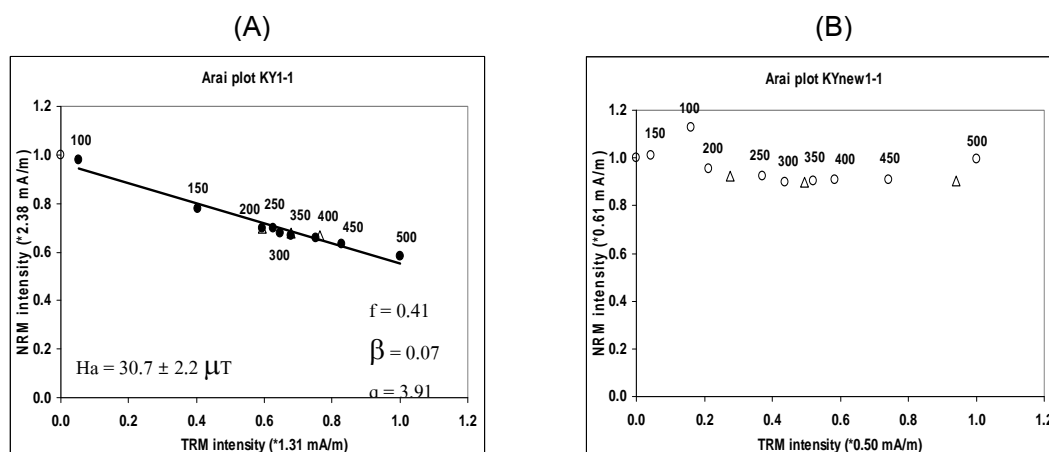 (A)
Arai plot KY1-1
NRM intensity (*2.38 mA/m)
1.2
1.0
0.8
0.6
0.4
0.2
0.0
100
150
200 250
300
350 400
450
500
f = 0.41
β = 0.07
q = 3.91
Ha = 30.7 ± 2.2 μT
0.0 0.2 0.4 0.6 0.8 1.0 1.2
TRM intensity (*1.31 mA/m)
(B)
Arai plot KYnew1-1
NRM intensity (*0.61 mA/m)
1.2
1.0
0.8
0.6
0.4
0.2
0.0
150
100
200
250
300
350
400
450
500
0.0 0.2 0.4 0.6 0.8 1.0 1.2
TRM intensity (*0.50 mA/m)